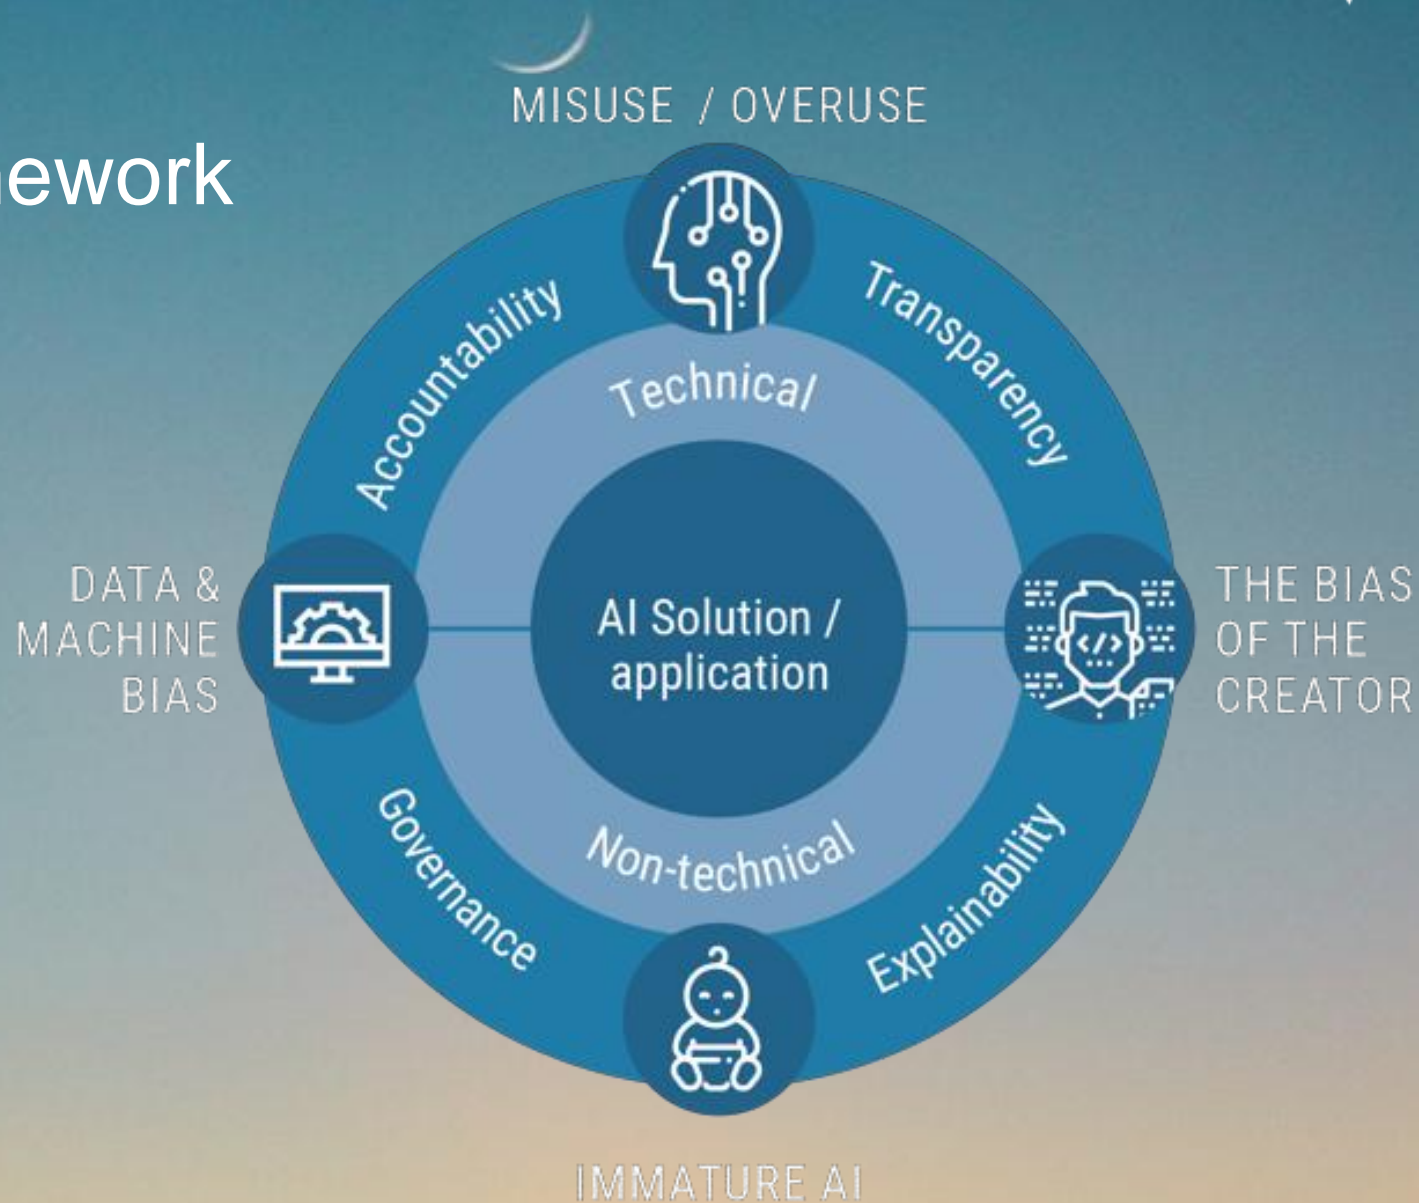 MISUSE / OVERUSE
ework
Accountability
Transparency
Technical
DATA &
MACHINE
BIAS
AI Solution /
application
THE BIAS
OF THE
CREATOR
</>
Non-technical
Governance
Explainability
IMMATURE AI